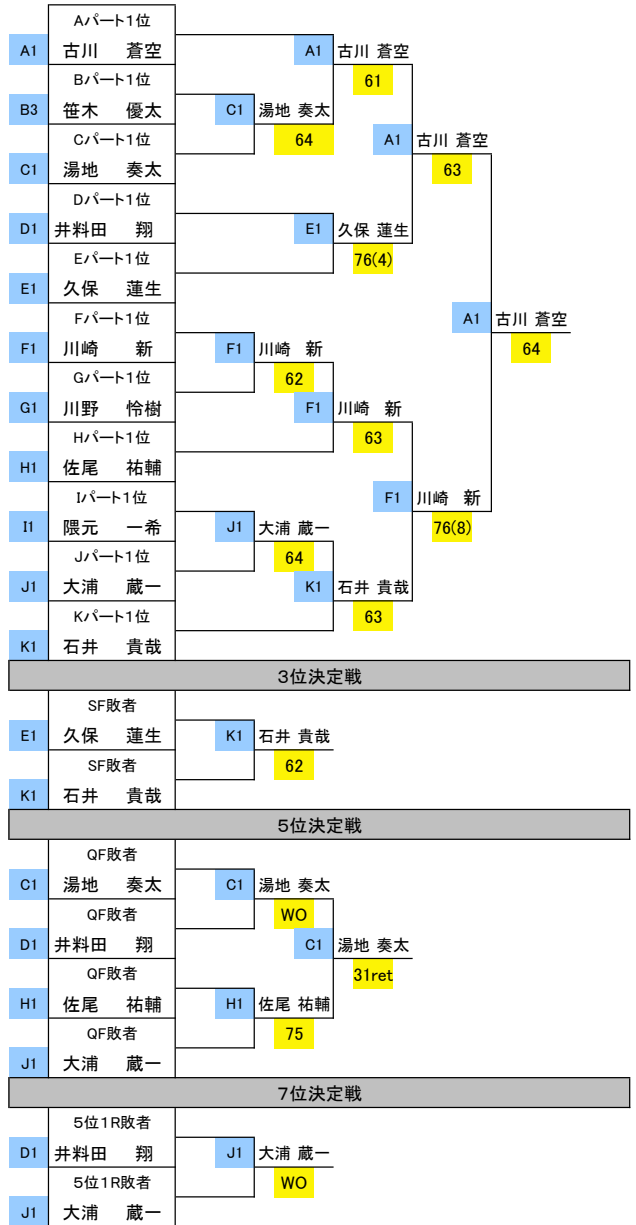 Aパート1位
A1 古川 蒼空 A1 古川 蒼空
Bパート1位 61
B3 笹木 優太 C1 湯地 奏太
Cパート1位 64 A1 古川 蒼空
C1 湯地 奏太 63
Dパート1位
D1 井料田 翔 E1 久保 蓮生
Eパート1位 76(4)
E1 久保 蓮生
Fパート1位 A1 古川 蒼空
F1 川崎 新 F1 川崎 新 64
Gパート1位 62
G1 川野 怜樹 F1 川崎 新
Hパート1位 63
H1 佐尾 祐輔
Iパート1位 F1 川崎 新
I1 隈元 一希 J1 大浦 蔵一 76(8)
Jパート1位 64
J1 大浦 蔵一 K1 石井 貴哉
Kパート1位 63
K1 石井 貴哉
3位決定戦
SF敗者
E1 久保 蓮生 K1 石井 貴哉
SF敗者 62
K1 石井 貴哉
5位決定戦
QF敗者
C1 湯地 奏太 C1 湯地 奏太
QF敗者 WO
D1 井料田 翔 C1 湯地 奏太
QF敗者 31ret
H1 佐尾 祐輔 H1 佐尾 祐輔
QF敗者 75
J1 大浦 蔵一
7位決定戦
5位1R敗者
D1 井料田 翔 J1 大浦 蔵一
5位1R敗者 WO
J1 大浦 蔵一